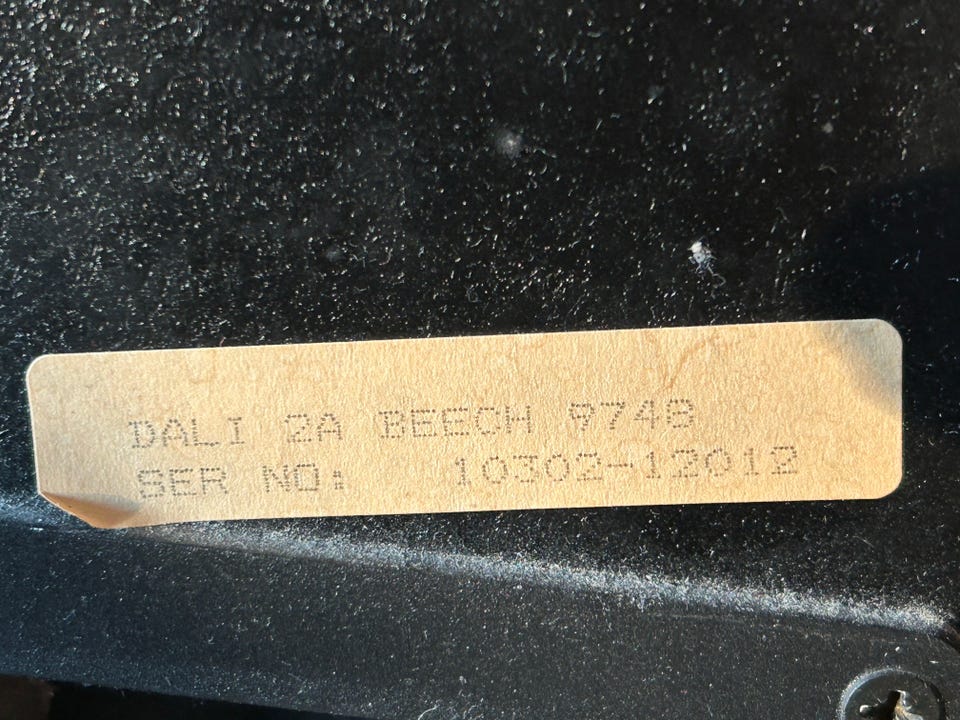 DALI 2A BEECH 9748
SER NO: 10302-12012